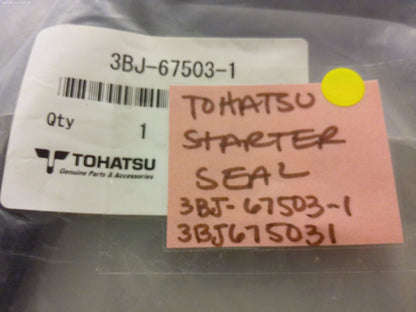 3BJ-67503-1
Qty 1
TOHATSU
Genuine Parts & Accessories
TOHATSU
STARTER
SEAL
3BJ-67503-1
3BJ675031